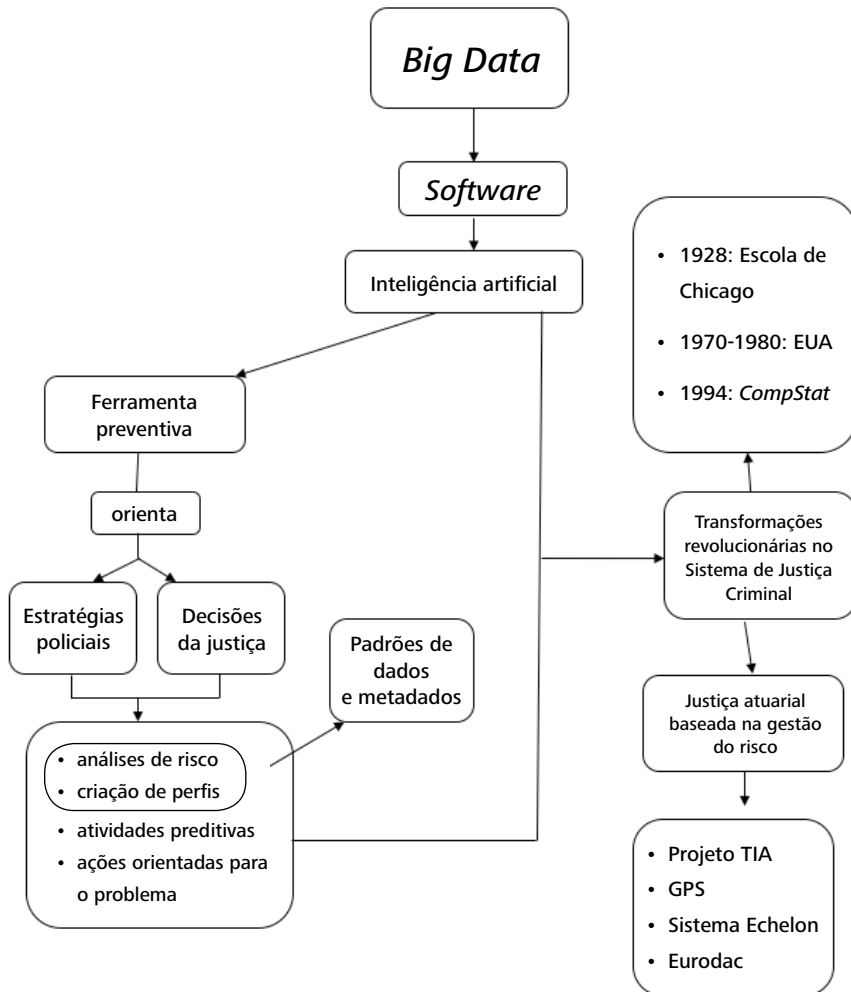 Big Data
Software
Inteligência artificial
Ferramenta
preventiva
orienta
Estratégias
policiais
Decisões
da justiça
Padrões de
dados
e metadados
• análises de risco
• criação de perfis
• atividades preditivas
• ações orientadas para
o problema
• 1928: Escola de
Chicago
• 1970-1980: EUA
• 1994: CompStat
Transformações
revolucionárias no
Sistema de Justiça
Criminal
Justiça atuarial
baseada na gestão
do risco
• Projeto TIA
• GPS
• Sistema Echelon
• Eurodac